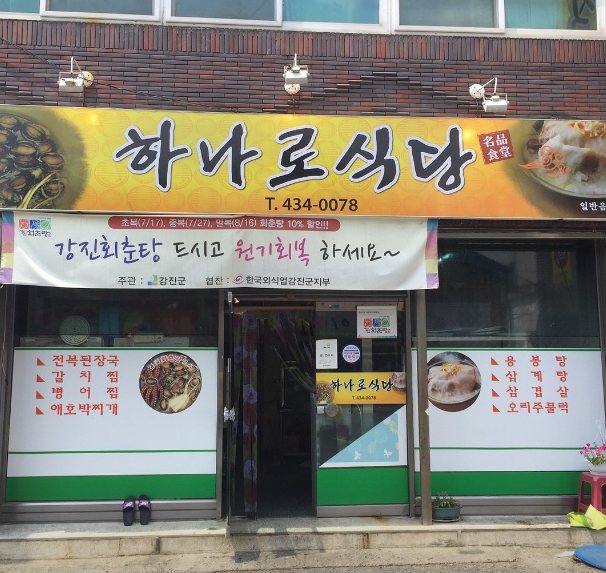 하나로식당
名品
食堂
T. 434-0078
일반음
초복(7/17), 중복(7/27), 말복(8/16) 회춘탕 10% 할인!!
강진회춘탕 드시고 원기회복 하세요~
주관 : 강진군 협찬 : 한국외식업강진군지부
전복된장국
갈치찜
병어찜
애호박찌개
하나로식당
T. 434-0078
용봉탕
삼계탕
삼겹살
오리주물럭